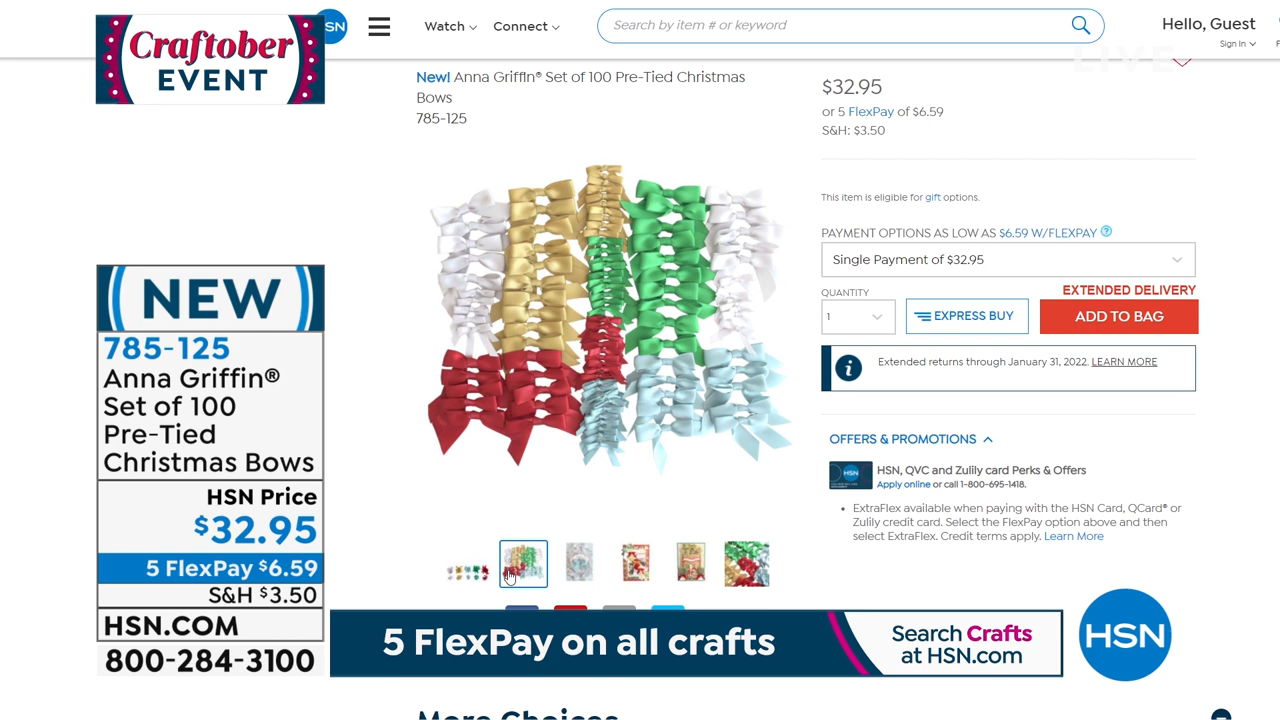 Craftober
EVENT
SN
Watch
Connect
Search by item # or keyword
Hello, Guest
Sign In
LIVE
New! Anna Griffin® Set of 100 Pre-Tied Christmas
Bows
785-125
$32.95
or 5 FlexPay of $6.59
S&H: $3.50
This item is eligible for gift options.
PAYMENT OPTIONS AS LOW AS $6.59 W/FLEXPAY ?
Single Payment of $32.95
QUANTITY
EXTENDED DELIVERY
1
EXPRESS BUY
ADD TO BAG
i
Extended returns through January 31, 2022. LEARN MORE
OFFERS & PROMOTIONS
HSN
HSN, QVC and Zulily card Perks & Offers
Apply online or call 1-800-695-1418.
• ExtraFlex available when paying with the HSN Card, QCard® or
Zulily credit card. Select the FlexPay option above and then
select ExtraFlex. Credit terms apply. Learn More
NEW
785-125
Anna Griffin®
Set of 100
Pre-Tied
Christmas Bows
HSN Price
$32.95
5 FlexPay $6.59
S&H $3.50
HSN.COM
800-284-3100
5 FlexPay on all crafts
Search Crafts
at HSN.com
HSN
More Choices